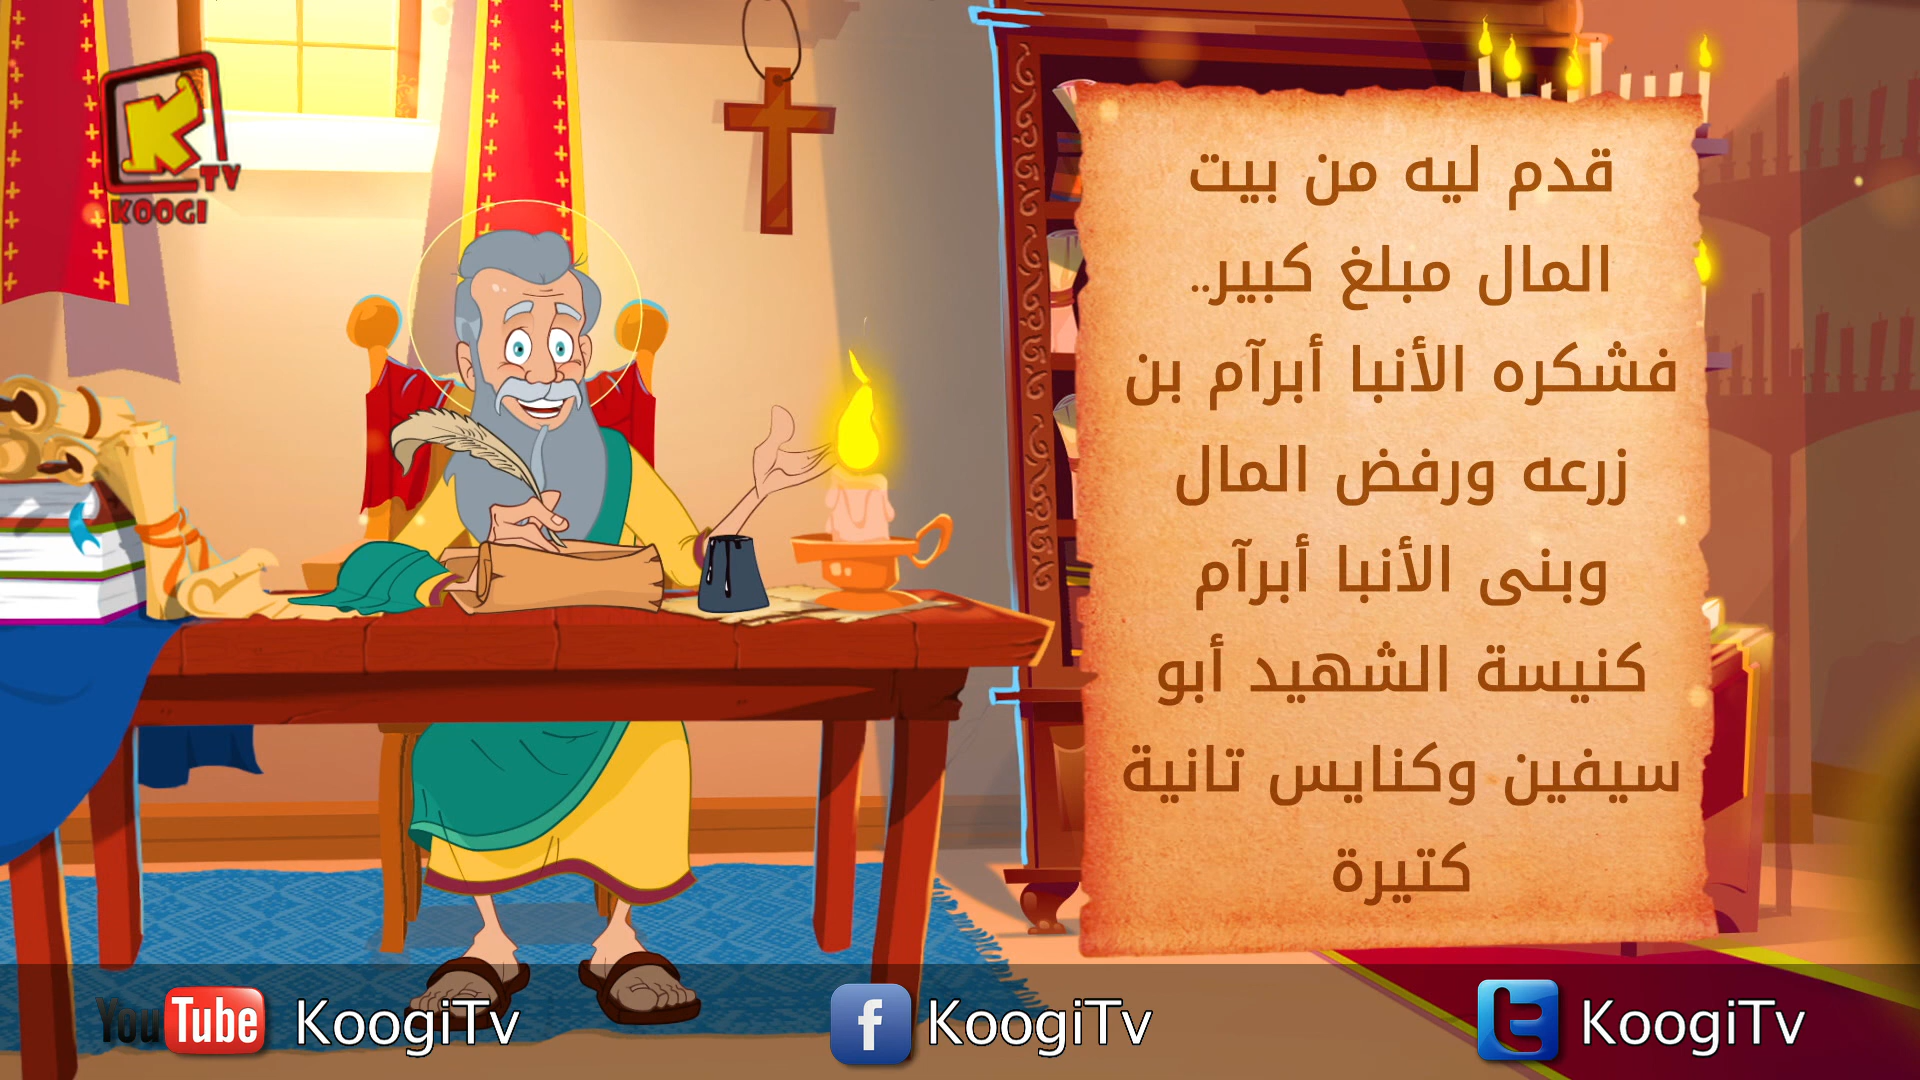 K
TV
KOOGI
قدم ليه من بيت
المال مبلغ كبير..
فشكره الأنبا أبرآم بن
زرعه ورفض المال
وبنى الأنبا أبرآم
كنيسة الشهيد أبو
سيفين وكنايس تانية
كتيرة
YouTube KoogiTv
f KoogiTv
t KoogiTv